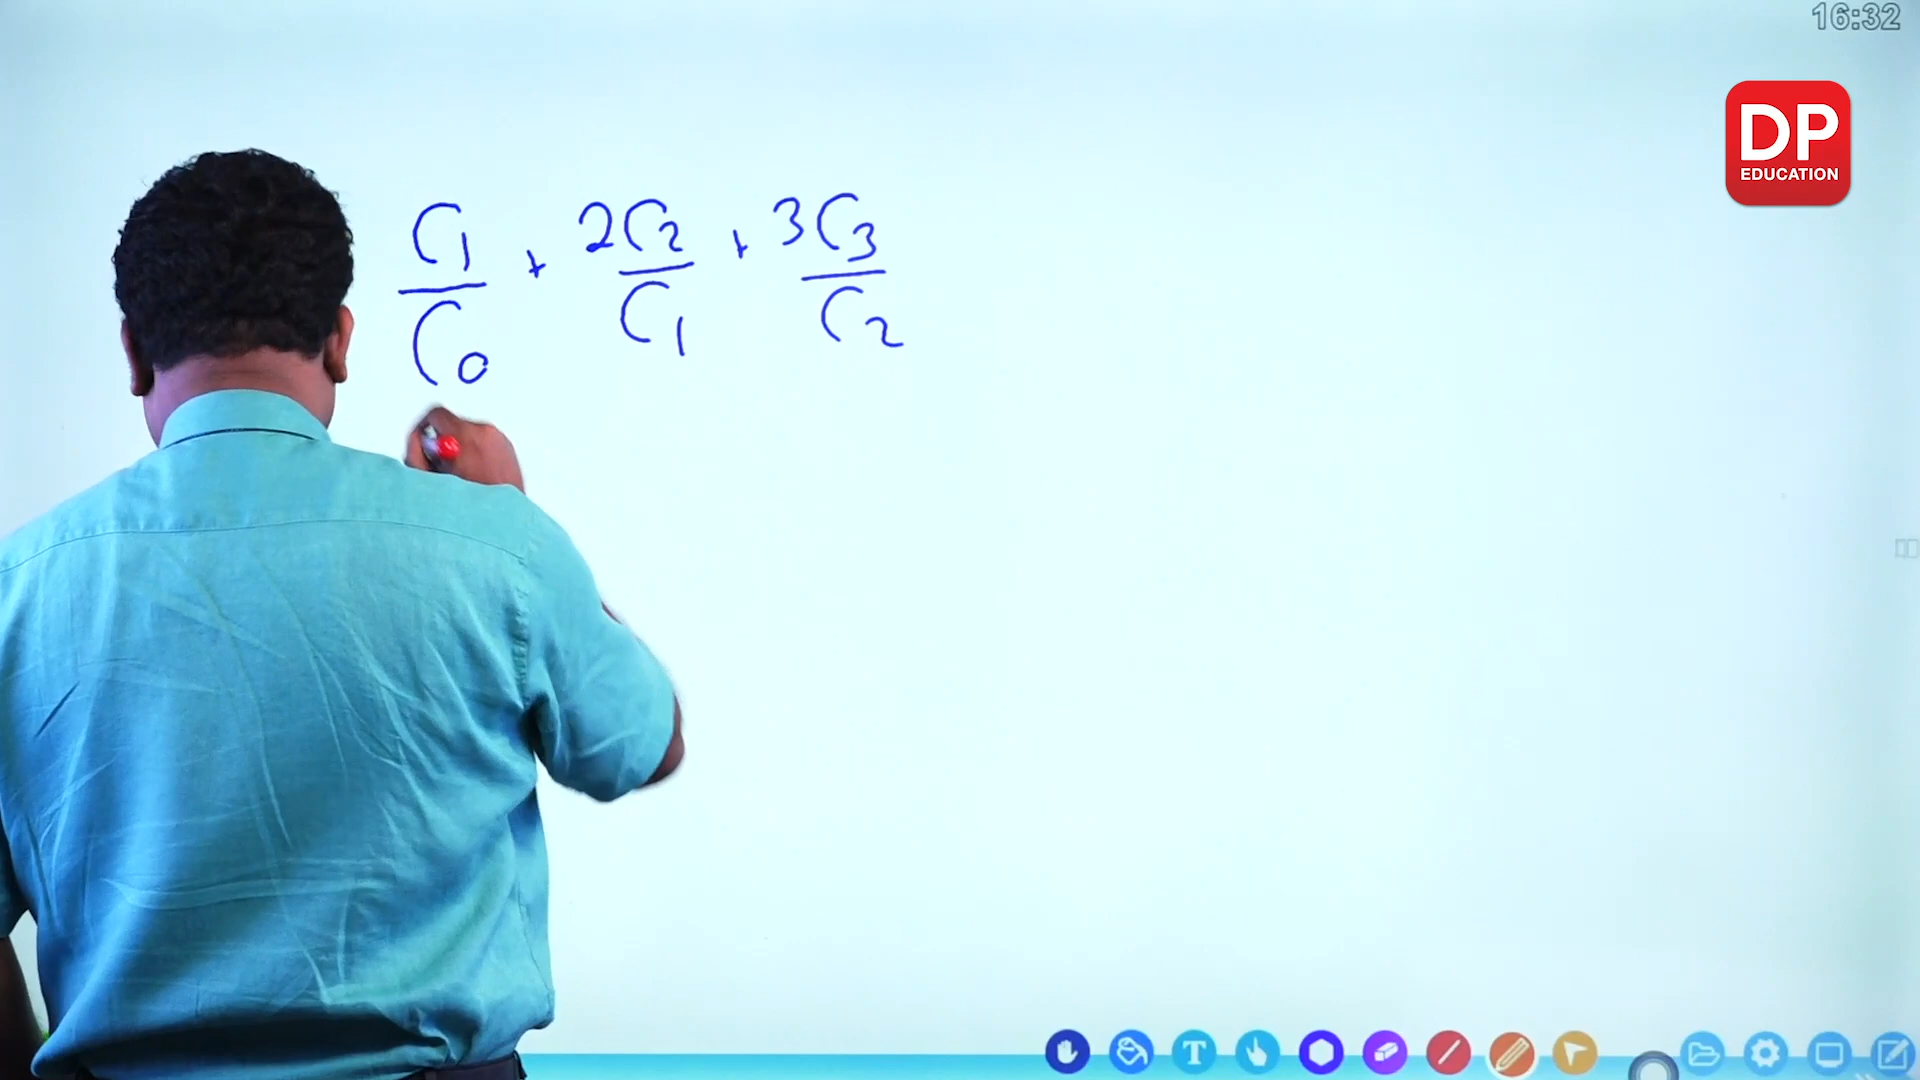 16:32
DP
EDUCATION
C₁/C₀ + 2C₂/C₁ + 3C₃/C₂
T